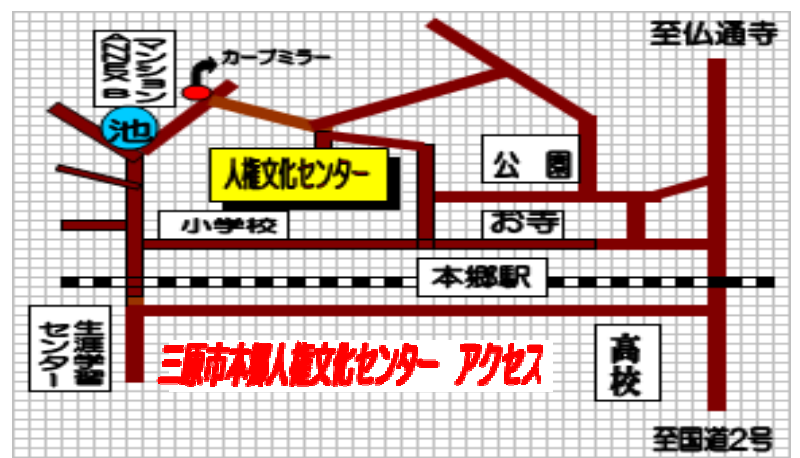 至仏通寺
マンション
カーブミラー
池
人権文化センター
公園
小学校
お寺
本郷駅
生涯学習
センター
三原市本郷人権文化センター アクセス
高校
至国道2号